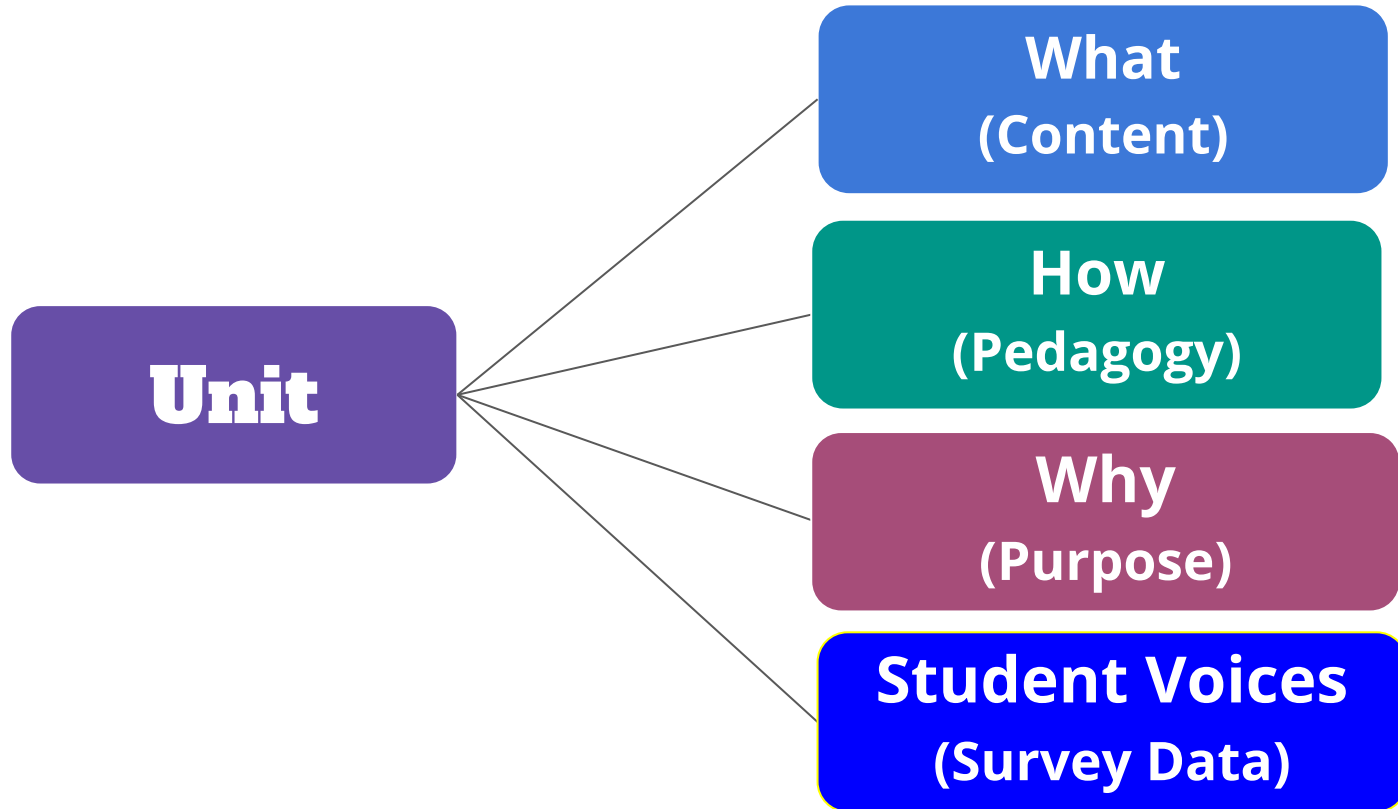 Unit
What
(Content)
How
(Pedagogy)
Why
(Purpose)
Student Voices
(Survey Data)